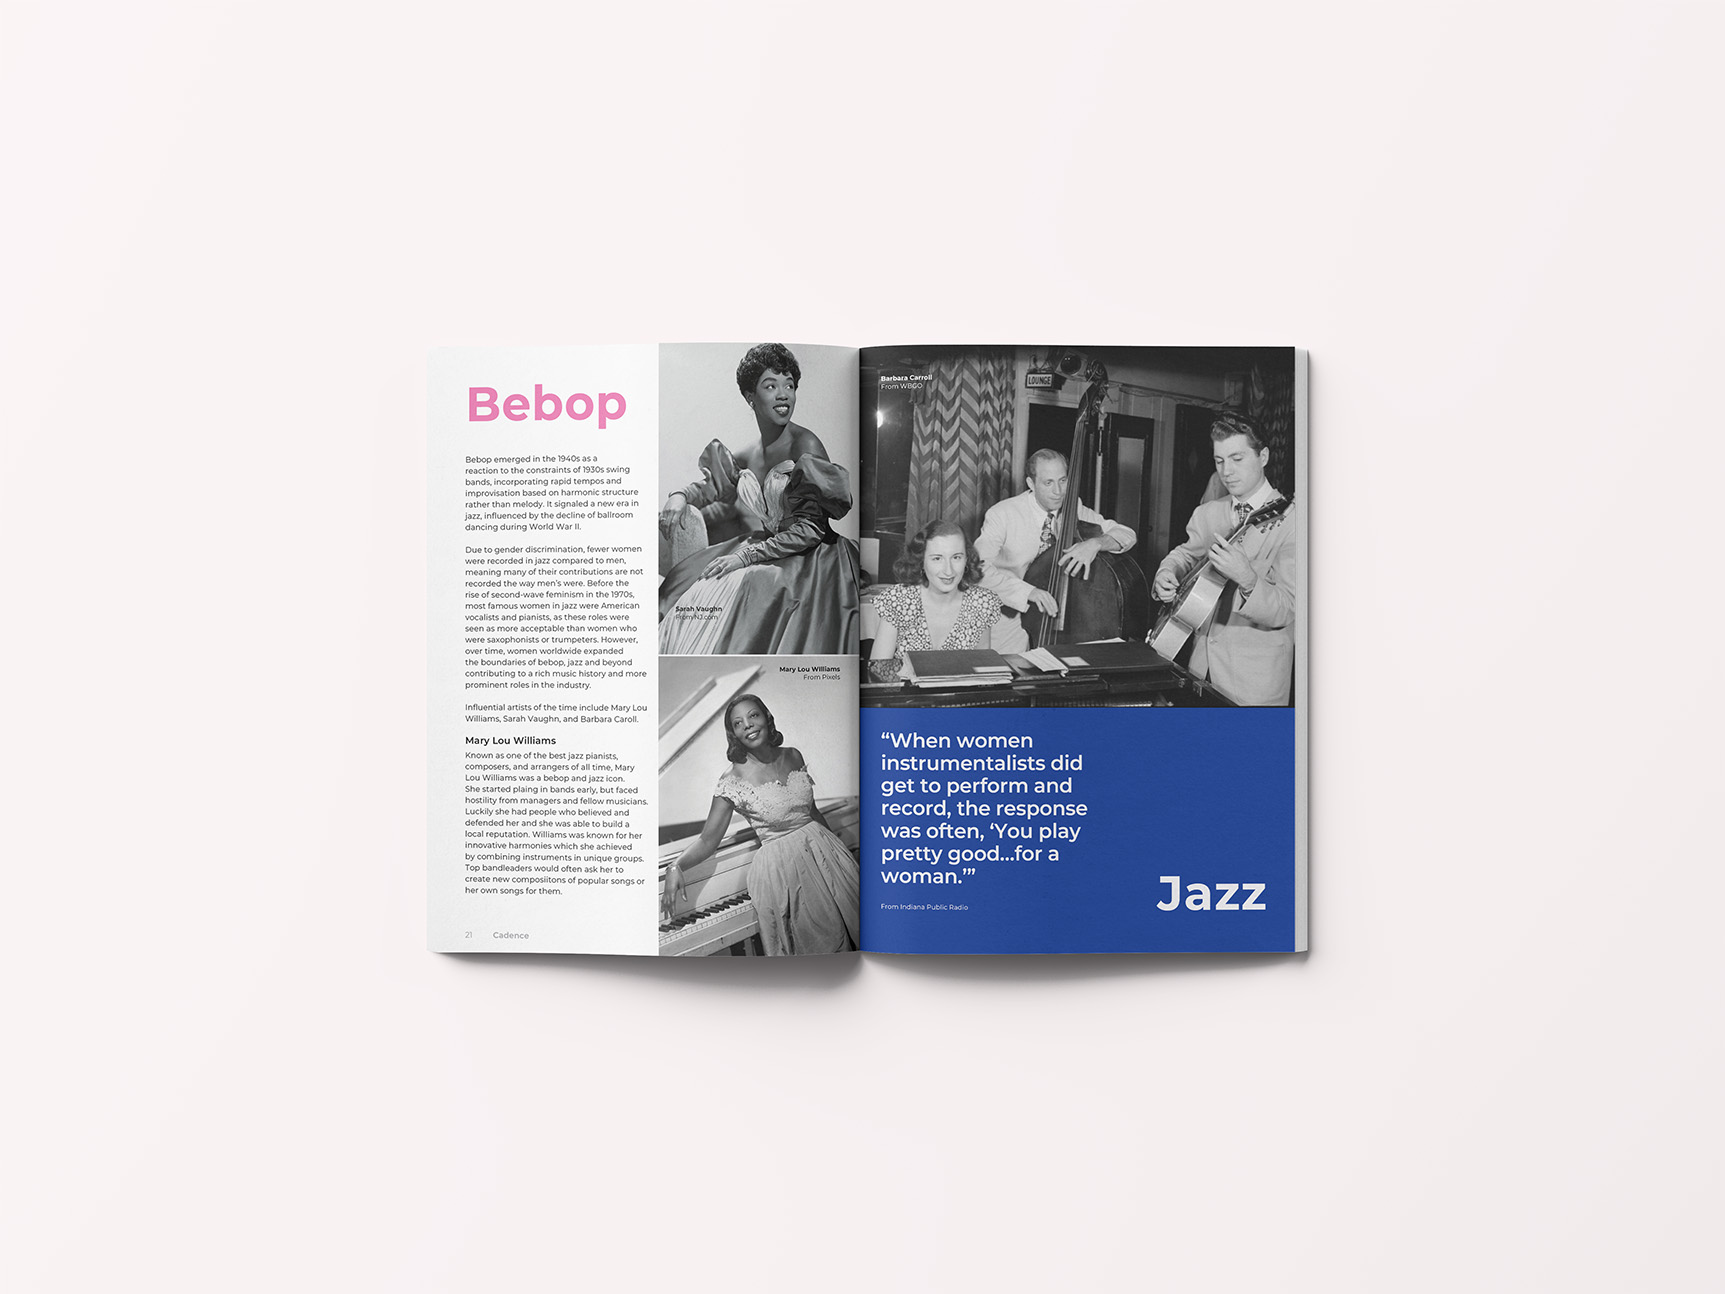 Bebop
Bebop emerged in the 1940s as a
reaction to the constraints of 1930s swing
bands, incorporating rapid tempos and
improvisation based on harmonic structure
rather than melody. It signaled a new era in
jazz, influenced by the decline of ballroom
dancing during World War II.
Due to gender discrimination, fewer women
were recorded in jazz compared to men,
meaning many of their contributions are not
recorded the way men's were. Before the
rise of second-wave feminism in the 1970s,
most famous women in jazz were American
vocalists and pianists, as these roles were
seen as more acceptable than women who
were saxophonists or trumpeters. However,
over time, women worldwide expanded
the boundaries of bebop, jazz and beyond
contributing to a rich music history and more
prominent roles in the industry.
Influential artists of the time include Mary Lou
Williams, Sarah Vaughn, and Barbara Caroll.
Mary Lou Williams
Known as one of the best jazz pianists,
composers, and arrangers of all time, Mary
Lou Williams was a bebop and jazz icon.
She started plaing in bands early, but faced
hostility from managers and fellow musicians.
Luckily she had people who believed and
defended her and she was able to build a
local reputation. Williams was known for her
innovative harmonies which she achieved
by combining instruments in unique groups.
Top bandleaders would often ask her to
create new composiitons of popular songs or
her own songs for them.
21 Cadence
Sarah Vaughn
From NJ.com
Mary Lou Williams
From Pixels
Barbara Carroll
From WBGO
LOUNGE
“When women
instrumentalists did
get to perform and
record, the response
was often, ‘You play
pretty good...for a
woman.’”
From Indiana Public Radio
Jazz